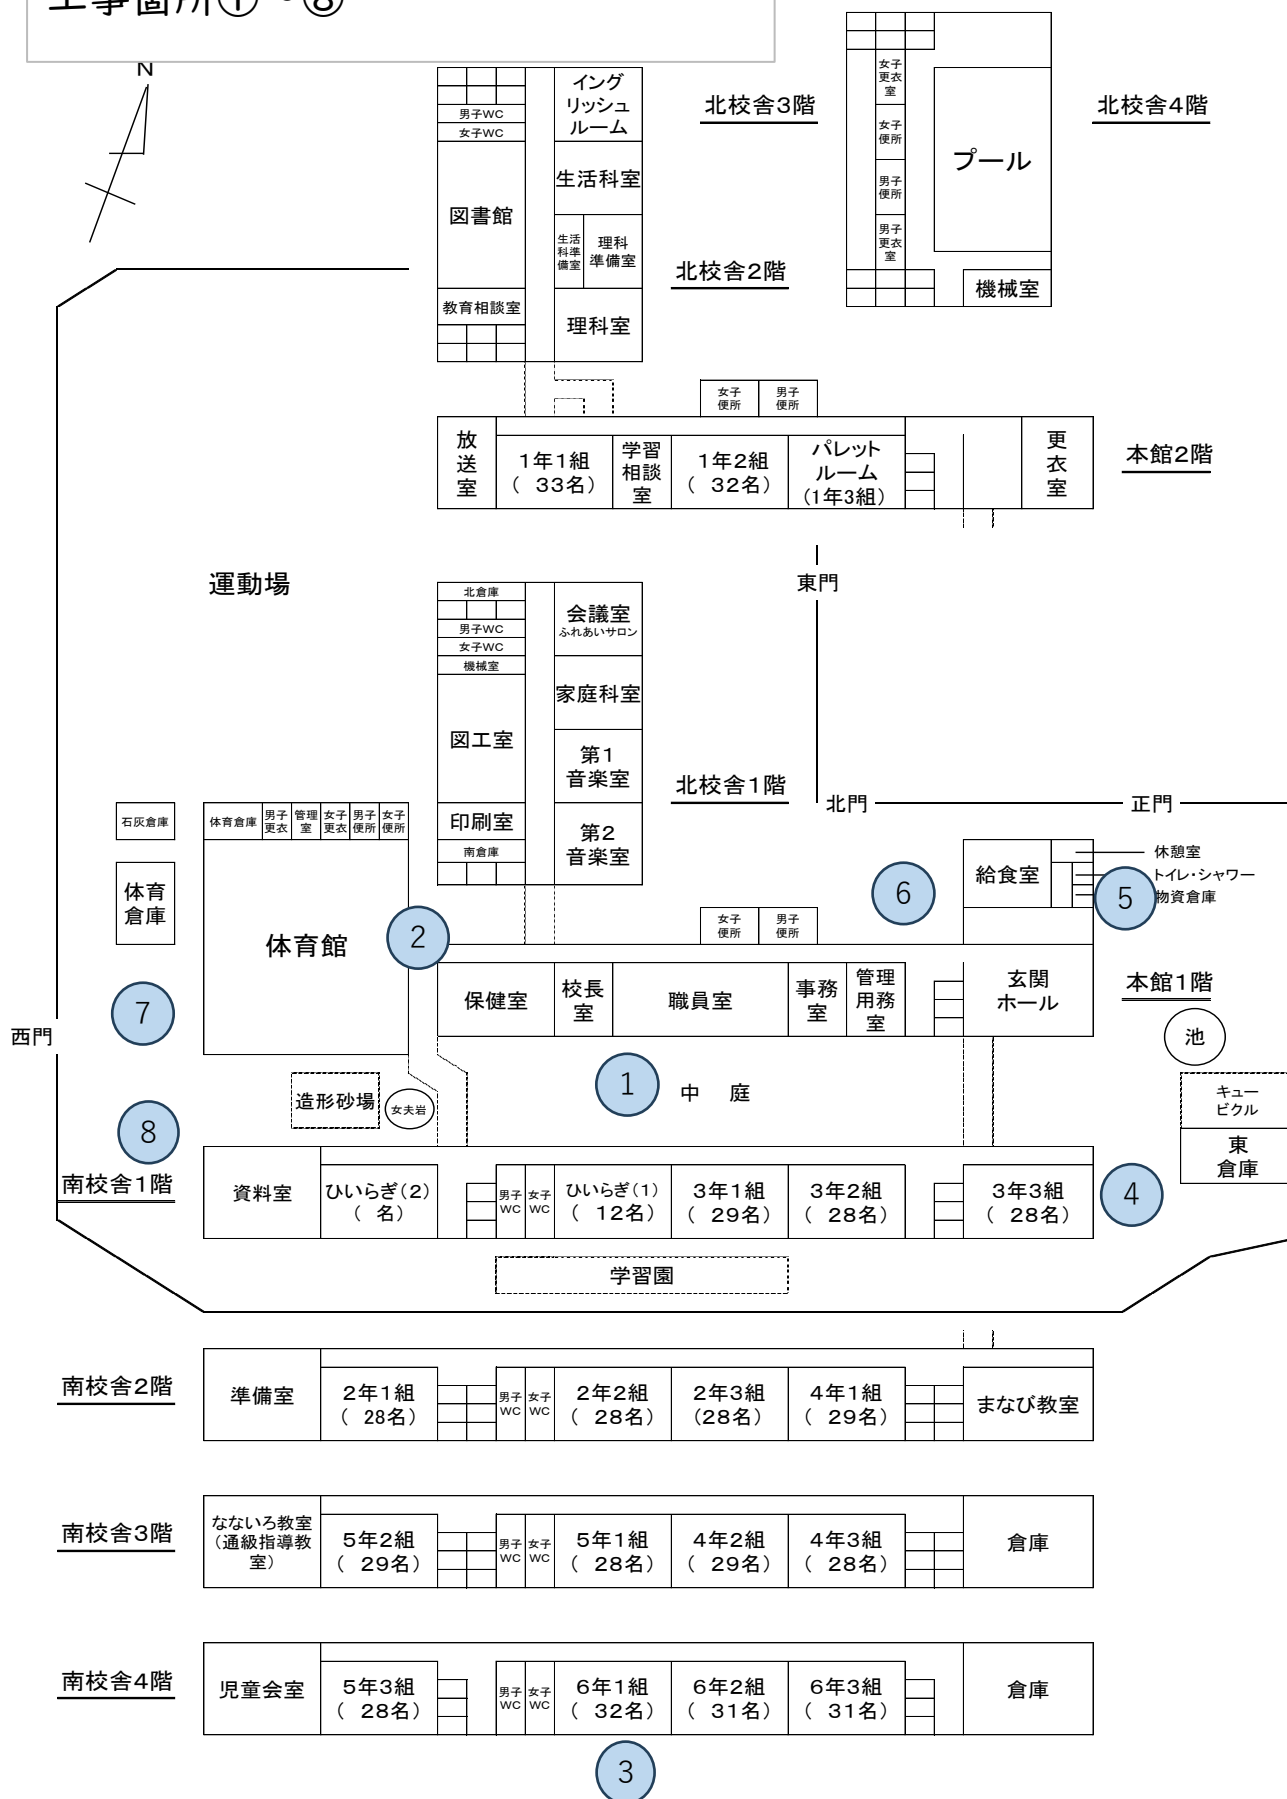 工事箇所①～⑧
N
イング
リッシュ
ルーム
男子WC
女子WC
生活科室
図書館
生活
科準
備室
理科
準備室
教育相談室
理科室
北校舎3階
北校舎2階
女子
更衣
室
女子
便所
男子
便所
男子
更衣
室
プール
機械室
北校舎4階
女子
便所
男子
便所
放
送
室
1年1組
( 33名)
学習
相談
室
1年2組
( 32名)
パレット
ルーム
(1年3組)
更
衣
室
本館2階
運動場
東門
北倉庫
男子WC
女子WC
機械室
図工室
印刷室
南倉庫
会議室
ふれあいサロン
家庭科室
第1
音楽室
第2
音楽室
北校舎1階
北門
正門
石灰倉庫
体育倉庫
男子
更衣
管理
室
女子
更衣
男子
便所
女子
便所
体育
倉庫
体育館
2
6
給食室
休憩室
トイレ・シャワー
物資倉庫
5
女子
便所
男子
便所
保健室
校長
室
職員室
事務
室
管理
用務
室
玄関
ホール
本館1階
7
西門
池
1
中 庭
造形砂場
女夫岩
キュー
ビクル
東
倉庫
8
南校舎1階
資料室
ひいらぎ(2)
( 名)
男子
WC
女子
WC
ひいらぎ(1)
( 12名)
3年1組
( 29名)
3年2組
( 28名)
3年3組
( 28名)
4
学習園
南校舎2階
準備室
2年1組
( 28名)
男子
WC
女子
WC
2年2組
( 28名)
2年3組
(28名)
4年1組
( 29名)
まなび教室
南校舎3階
なないろ教室
(通級指導教
室)
5年2組
( 29名)
男子
WC
女子
WC
5年1組
( 28名)
4年2組
( 29名)
4年3組
( 28名)
倉庫
南校舎4階
児童会室
5年3組
( 28名)
男子
WC
女子
WC
6年1組
( 32名)
6年2組
( 31名)
6年3組
( 31名)
倉庫
3